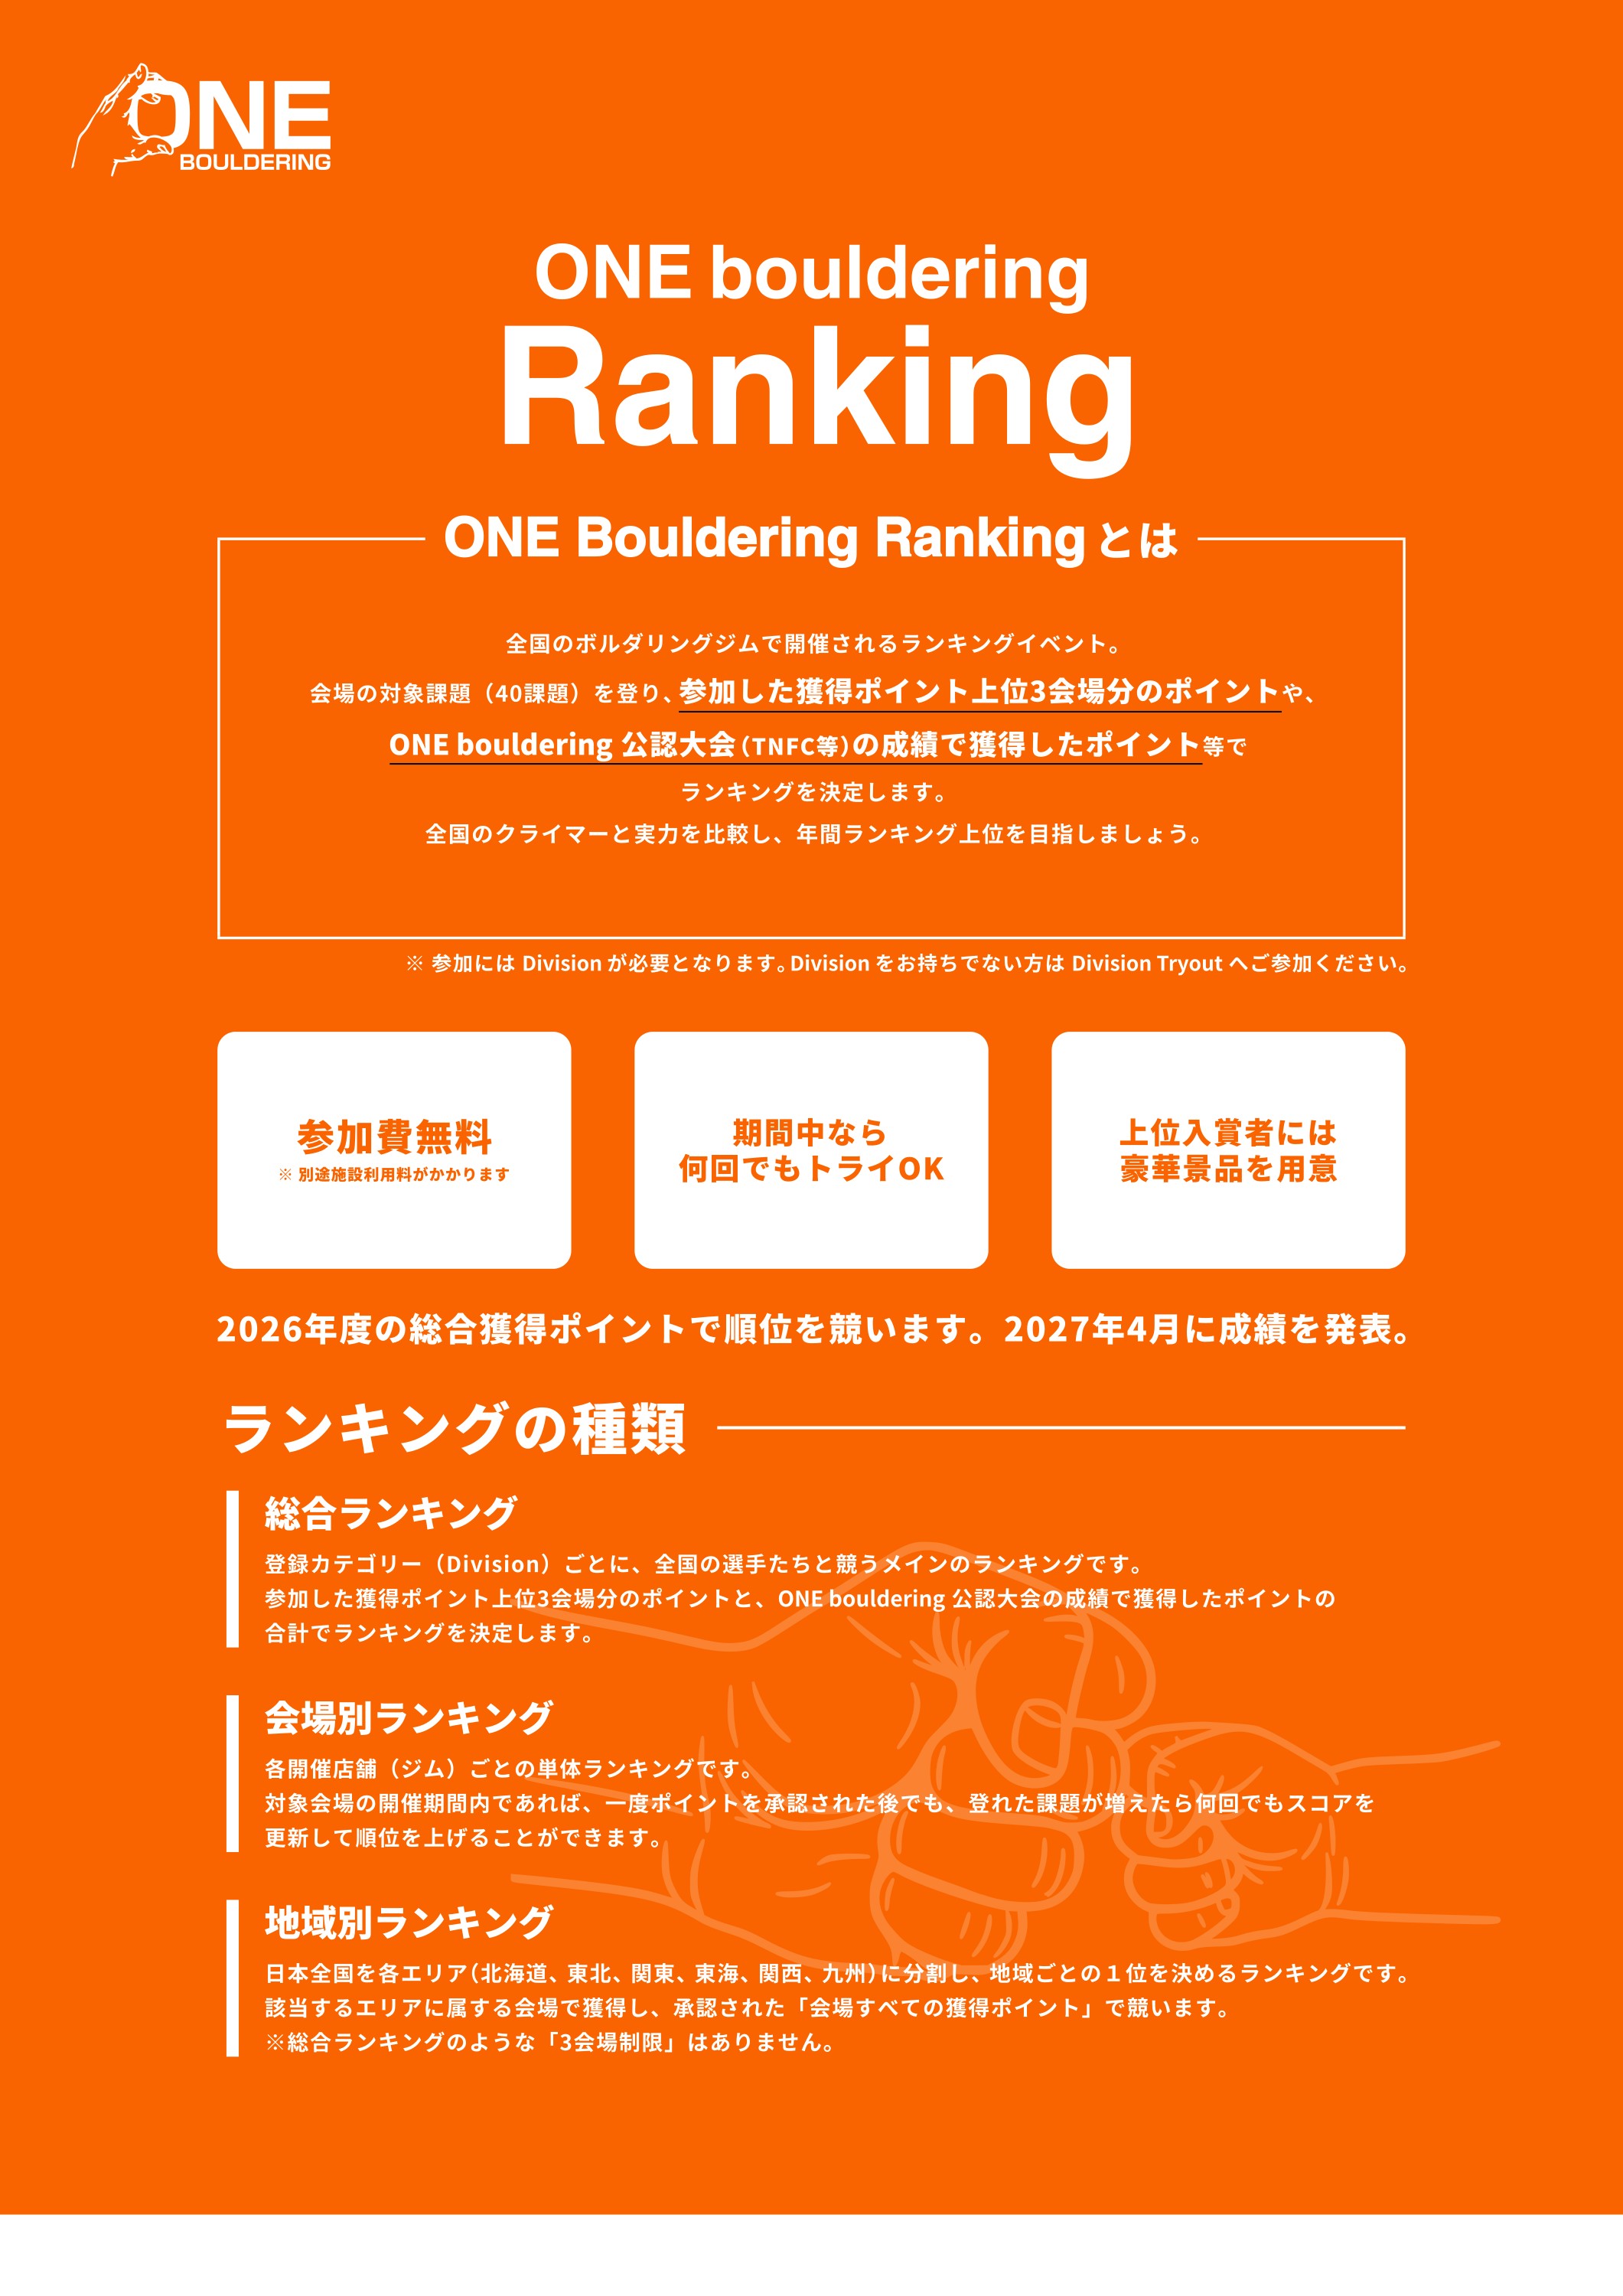 ONE
BOULDERING
ONE bouldering
Ranking
ONE Bouldering Ranking とは
全国のボルダリングジムで開催されるランキングイベント。
会場の対象課題（40課題）を登り、参加した獲得ポイント上位3会場分のポイントや、
ONE bouldering 公認大会（TNFC等）の成績で獲得したポイント等で
ランキングを決定します。
全国のクライマーと実力を比較し、年間ランキング上位を目指しましょう。
※ 参加には Division が必要となります。Division をお持ちでない方は Division Tryout へご参加ください。
参加費無料
※ 別途施設利用料がかかります
期間中なら
何回でもトライOK
上位入賞者には
豪華景品を用意
2026年度の総合獲得ポイントで順位を競います。2027年4月に成績を発表。
ランキングの種類
総合ランキング
登録カテゴリー（Division）ごとに、全国の選手たちと競うメインのランキングです。
参加した獲得ポイント上位3会場分のポイントと、ONE bouldering 公認大会の成績で獲得したポイントの
合計でランキングを決定します。
会場別ランキング
各開催店舗（ジム）ごとの単体ランキングです。
対象会場の開催期間内であれば、一度ポイントを承認された後でも、登れた課題が増えたら何回でもスコアを
更新して順位を上げることができます。
地域別ランキング
日本全国を各エリア（北海道、東北、関東、東海、関西、九州）に分割し、地域ごとの１位を決めるランキングです。
該当するエリアに属する会場で獲得し、承認された「会場すべての獲得ポイント」で競います。
※総合ランキングのような「3会場制限」はありません。